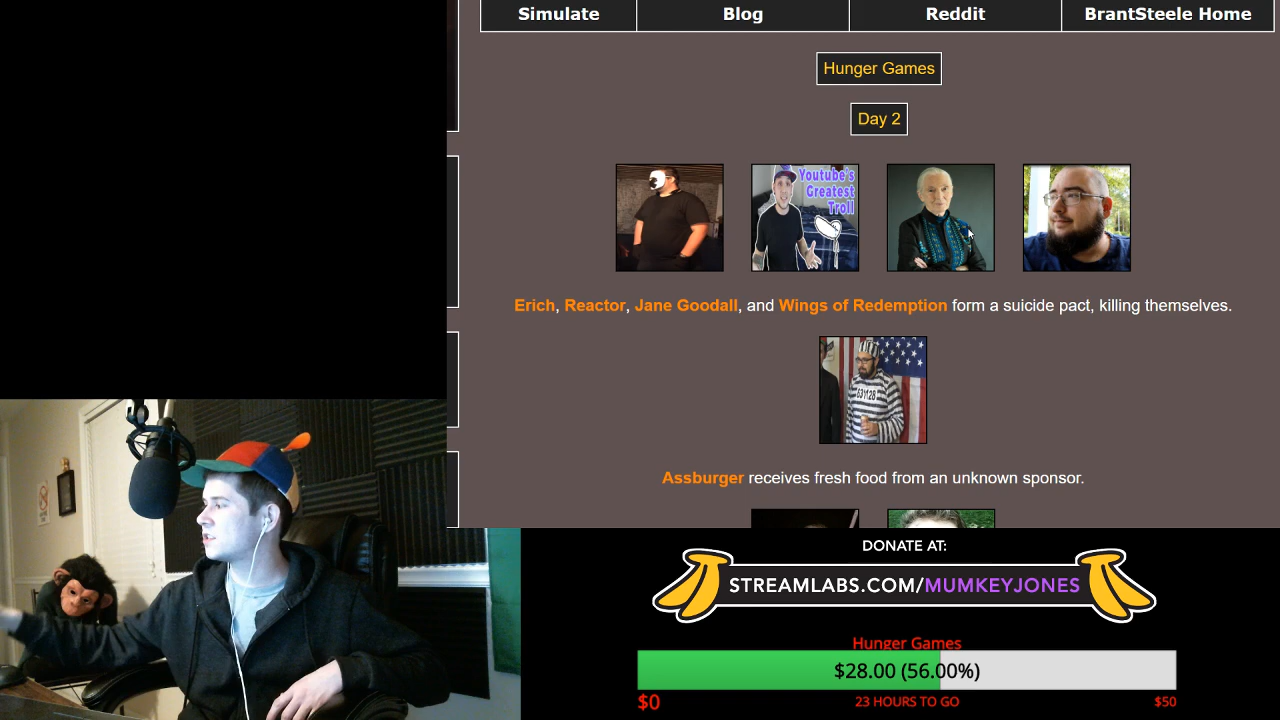 Simulate Blog Reddit BrantSteele Home
Hunger Games
Day 2
Youtube's
Greatest
Troll
Erich, Reactor, Jane Goodall, and Wings of Redemption form a suicide pact, killing themselves.
Assburger receives fresh food from an unknown sponsor.
DONATE AT:
STREAMLABS.COM/MUMKEYJONES
Hunger Games
$28.00 (56.00%)
$0 23 HOURS TO GO $50